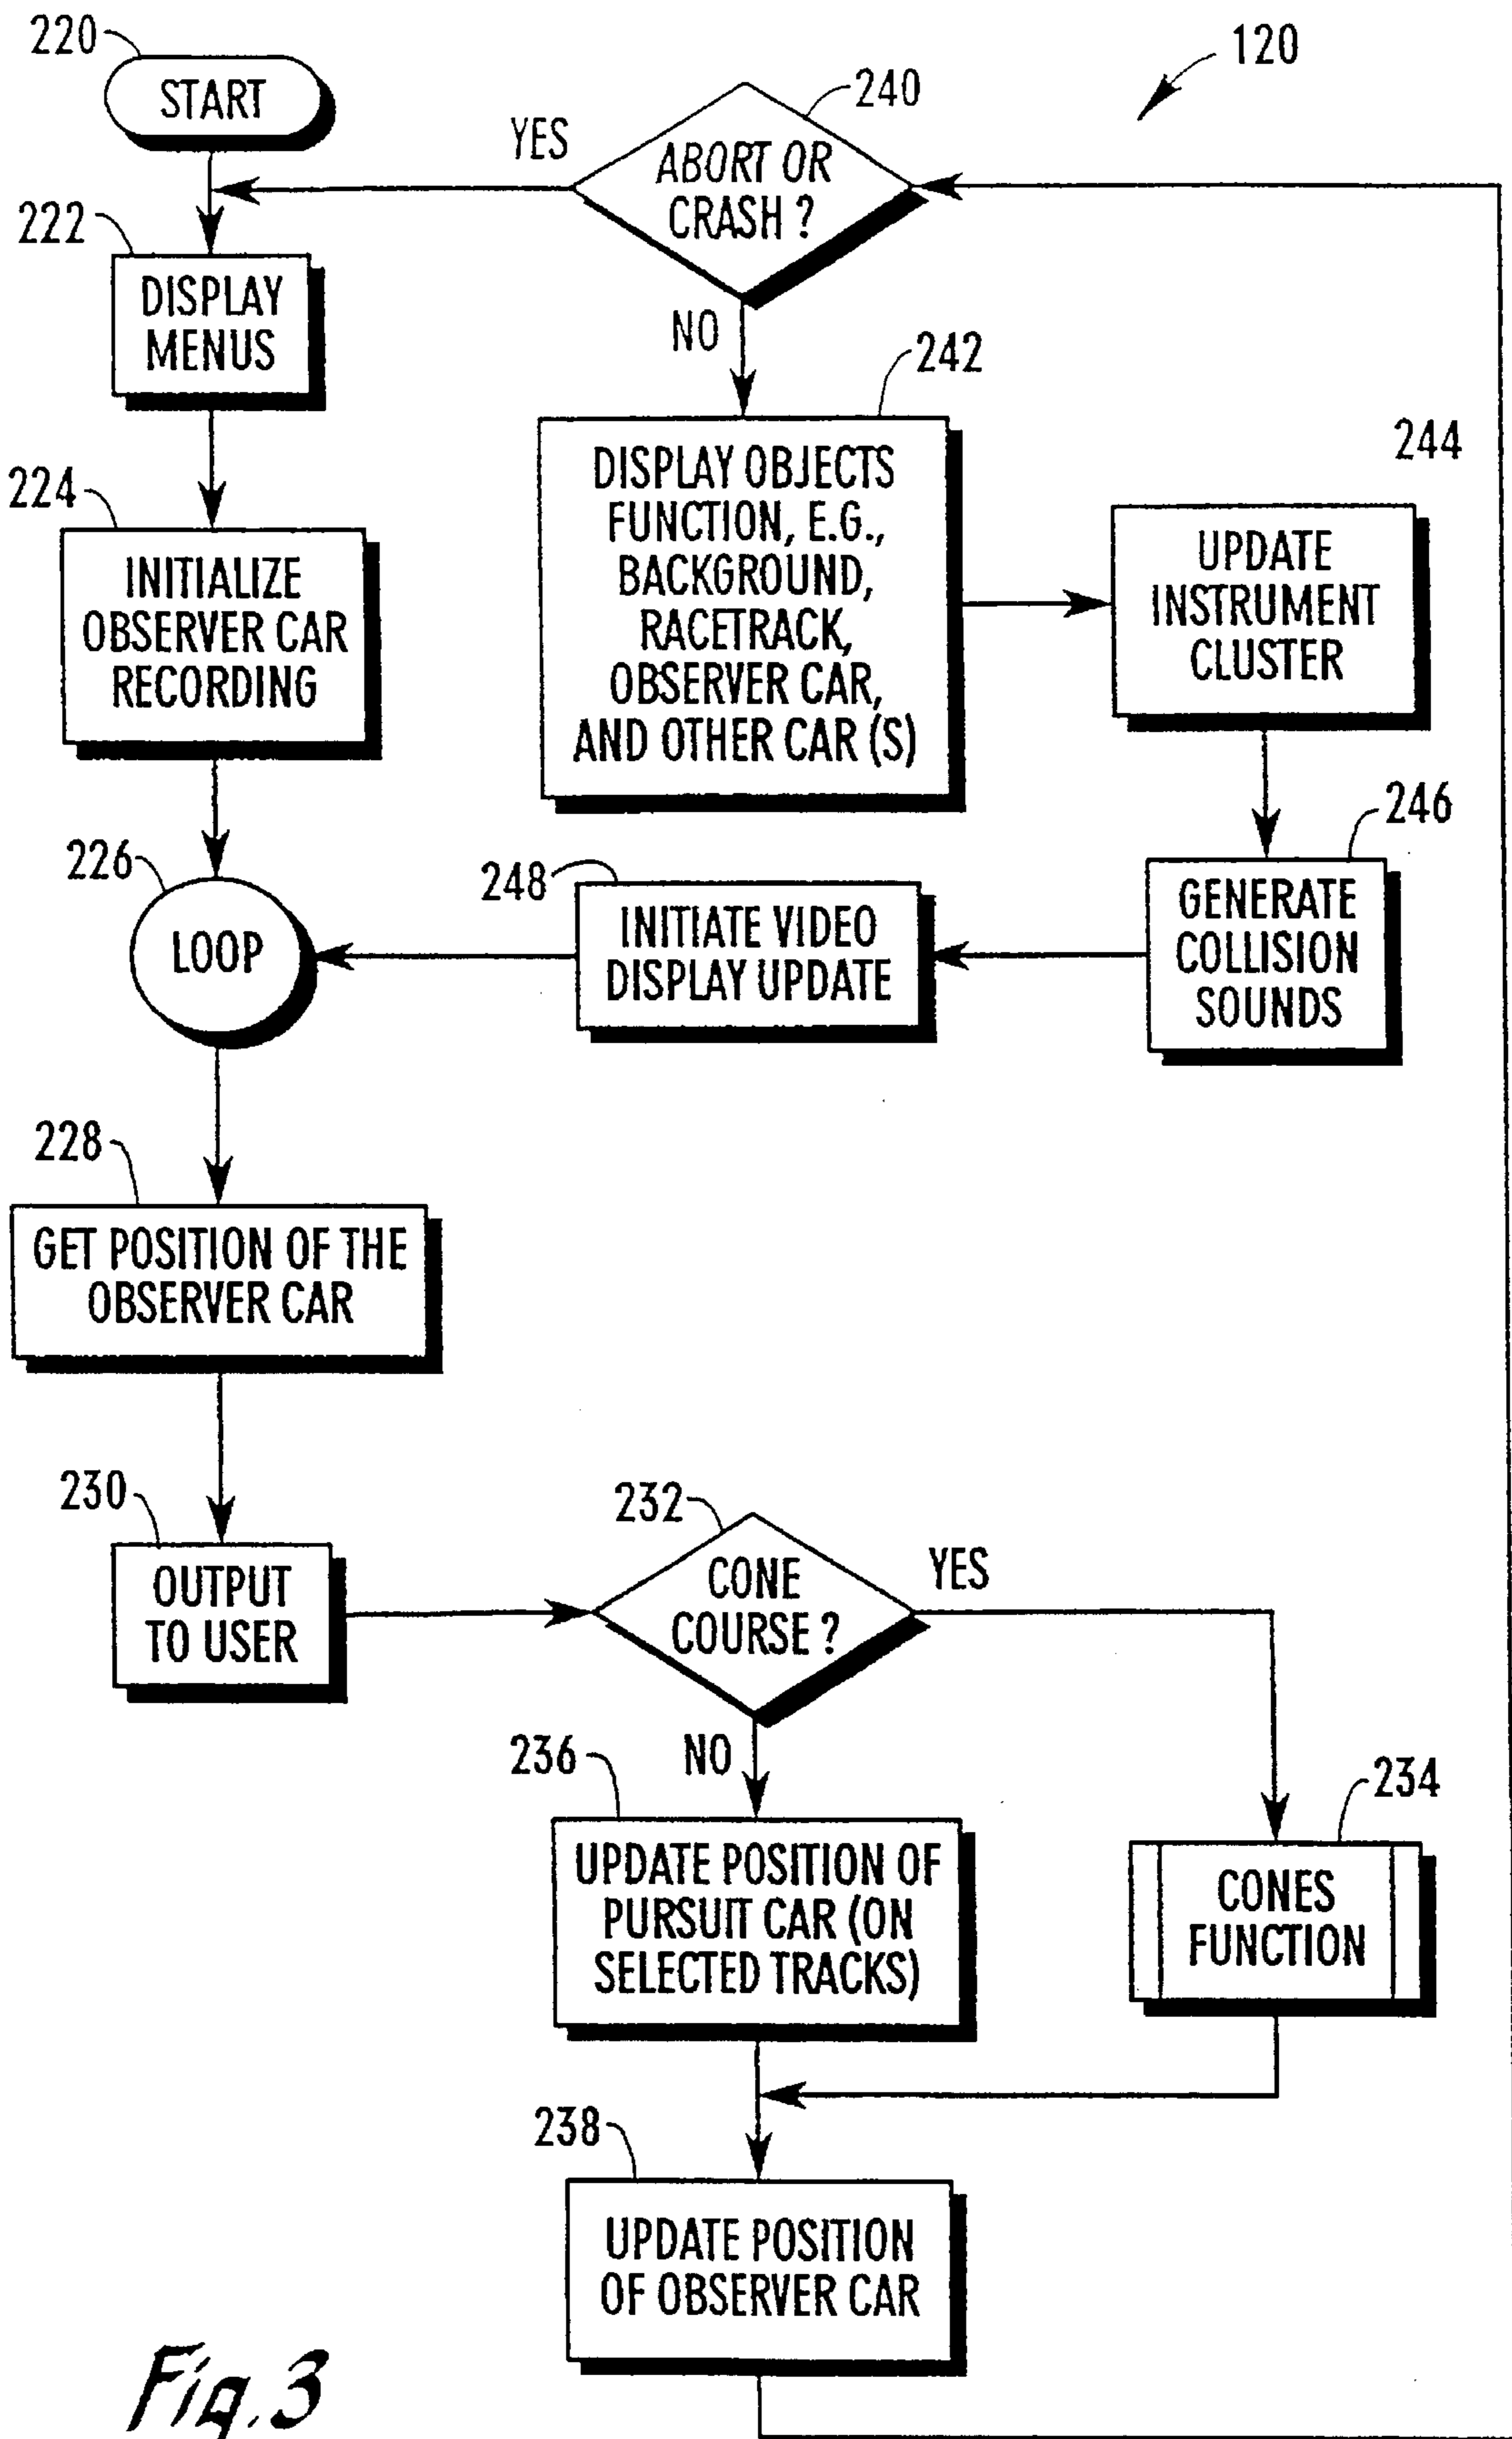 220
START
120
240
YES
ABORT OR
CRASH ?
222
DISPLAY
MENUS
NO
242
DISPLAY OBJECTS
FUNCTION, E.G.,
BACKGROUND,
RACETRACK,
OBSERVER CAR,
AND OTHER CAR (S)
244
UPDATE
INSTRUMENT
CLUSTER
224
INITIALIZE
OBSERVER CAR
RECORDING
246
GENERATE
COLLISION
SOUNDS
248
INITIATE VIDEO
DISPLAY UPDATE
226
LOOP
228
GET POSITION OF THE
OBSERVER CAR
230
OUTPUT
TO USER
232
CONE
COURSE ?
YES
NO
236
UPDATE POSITION OF
PURSUIT CAR (ON
SELECTED TRACKS)
234
CONES
FUNCTION
238
UPDATE POSITION
OF OBSERVER CAR
Fig. 3